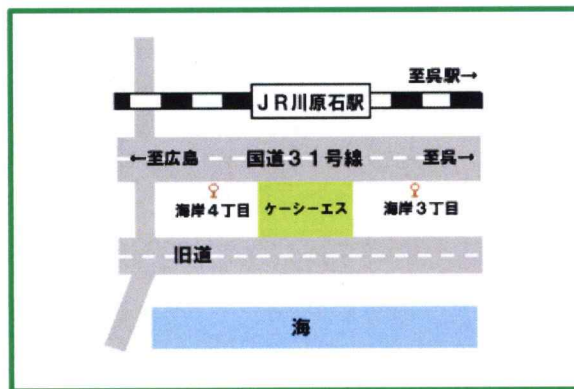 至呉駅→
JR川原石駅
←至広島 国道31号線 至呉→
海岸4丁目 ケーシーエス 海岸3丁目
旧道
海